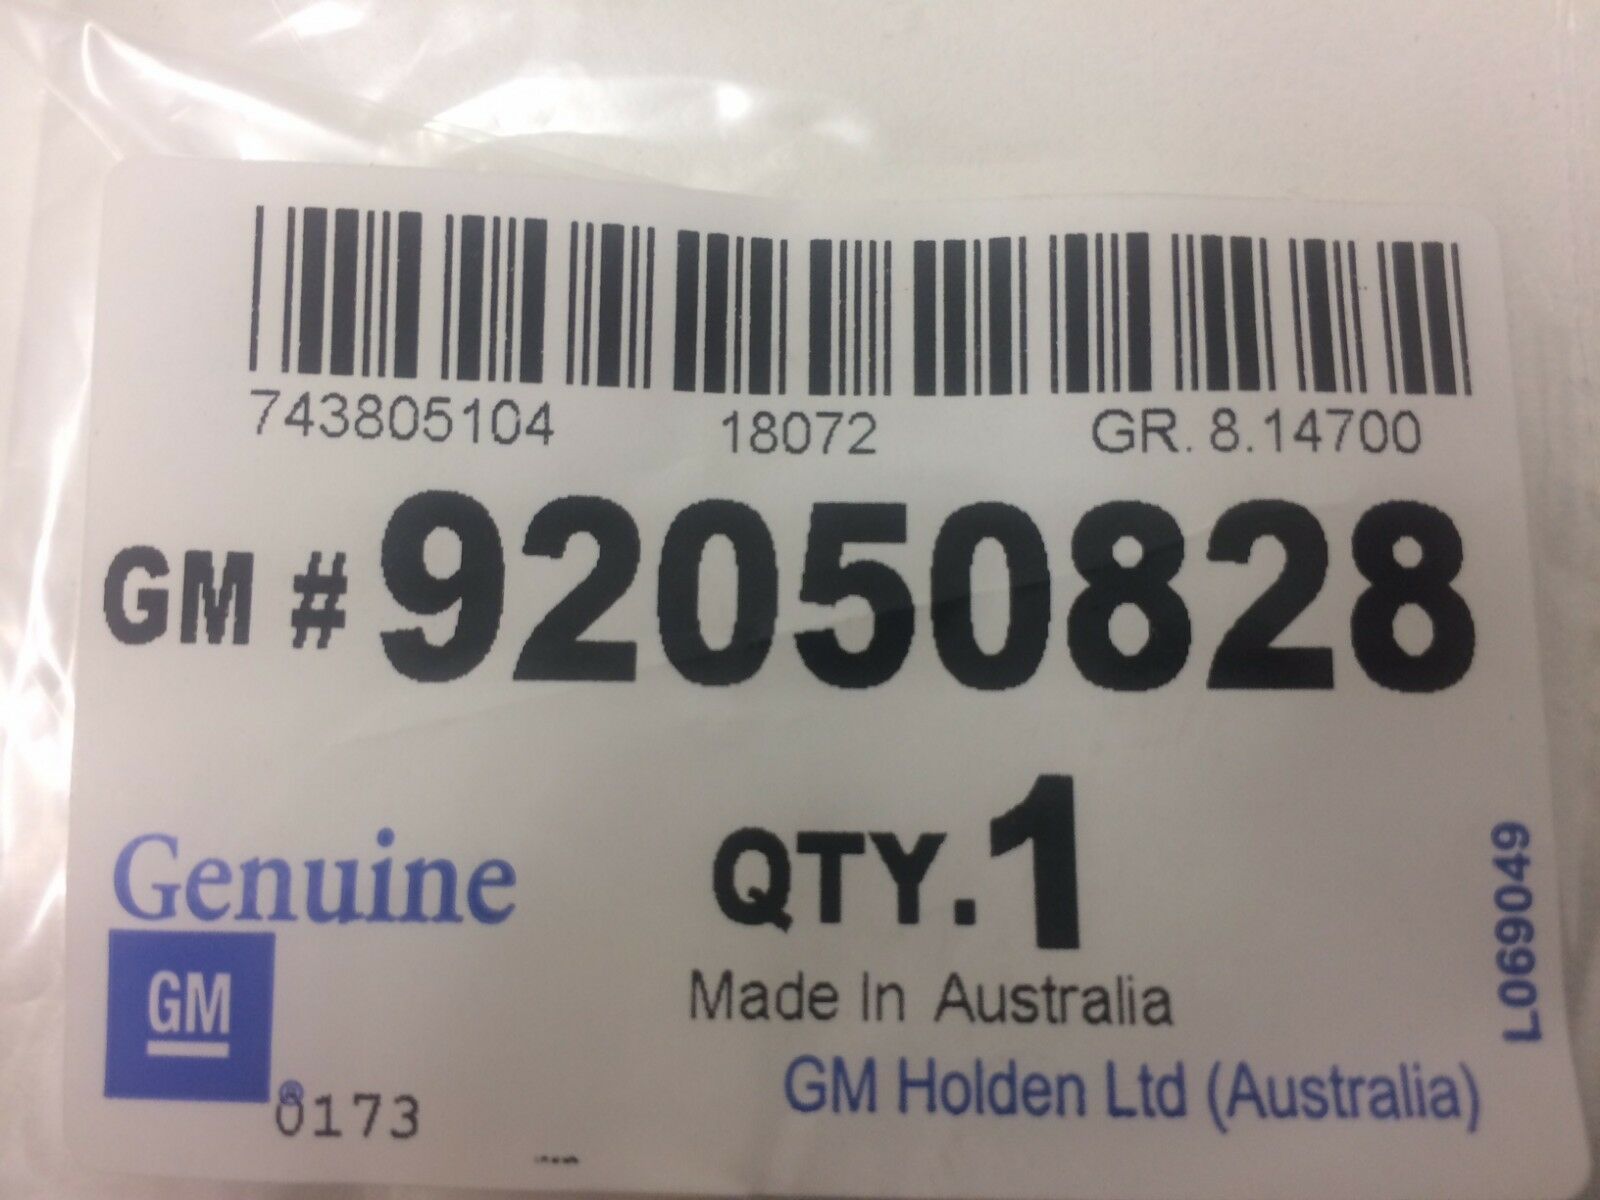 743805104 18072 GR. 8.14700
GM # 92050828
QTY. 1
Genuine
GM
®
0173
Made In Australia
GM Holden Ltd (Australia)
L069049